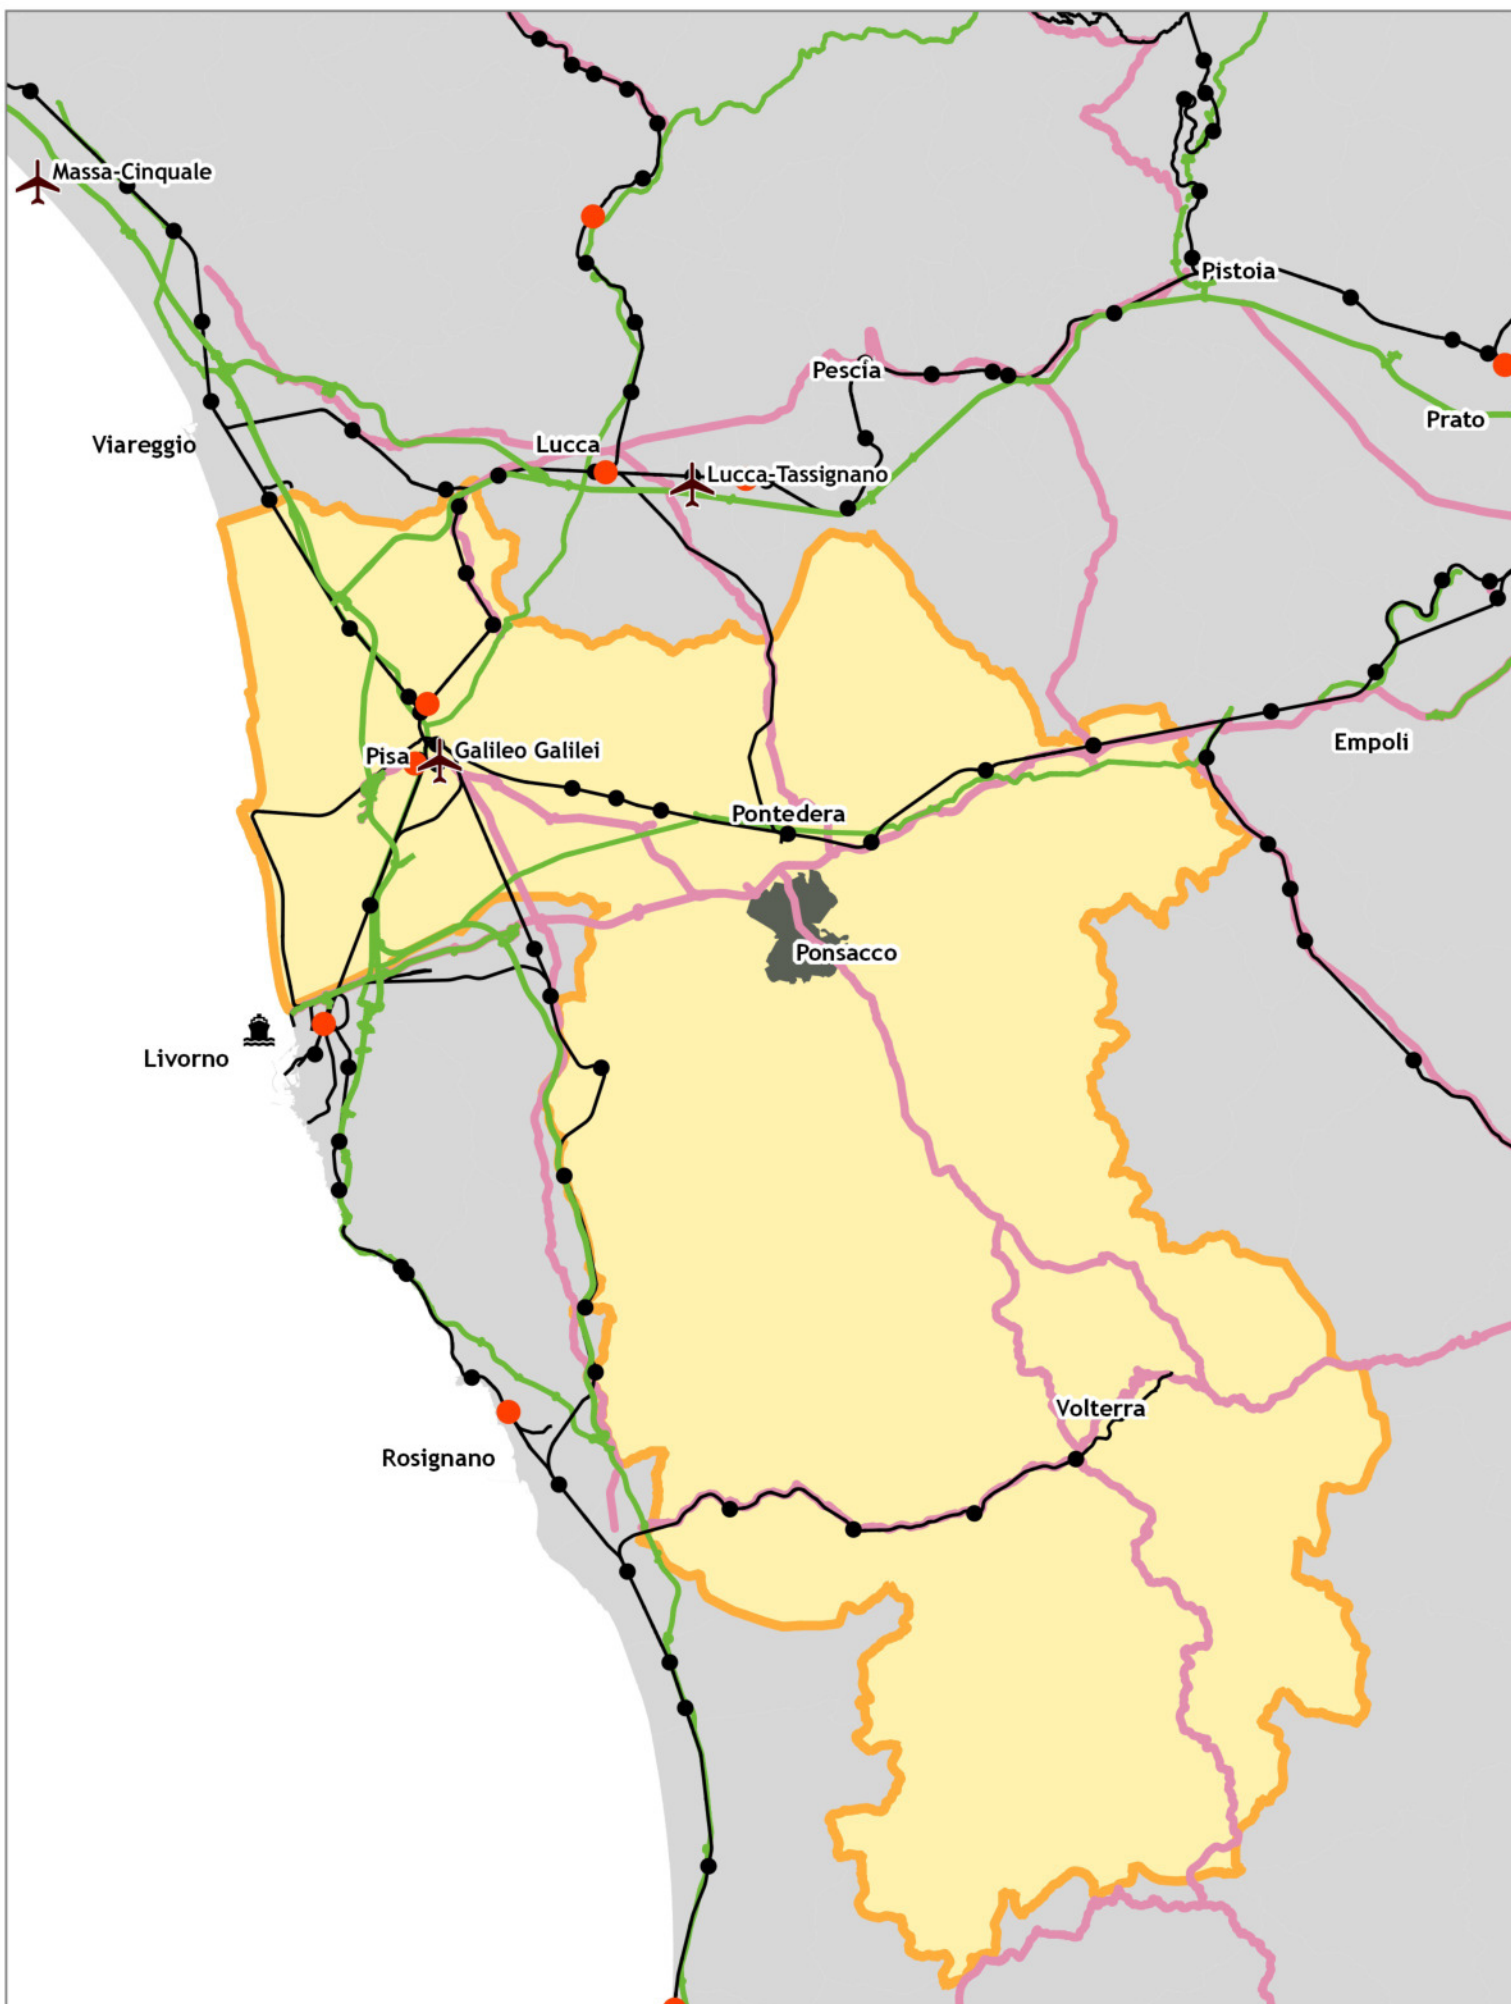 Massa-Cinquale
Pistoia
Pescia
Prato
Viareggio
Lucca
Lucca-Tassignano
Empoli
Pisa
Galileo Galilei
Pontedera
Ponsacco
Livorno
Volterra
Rosignano